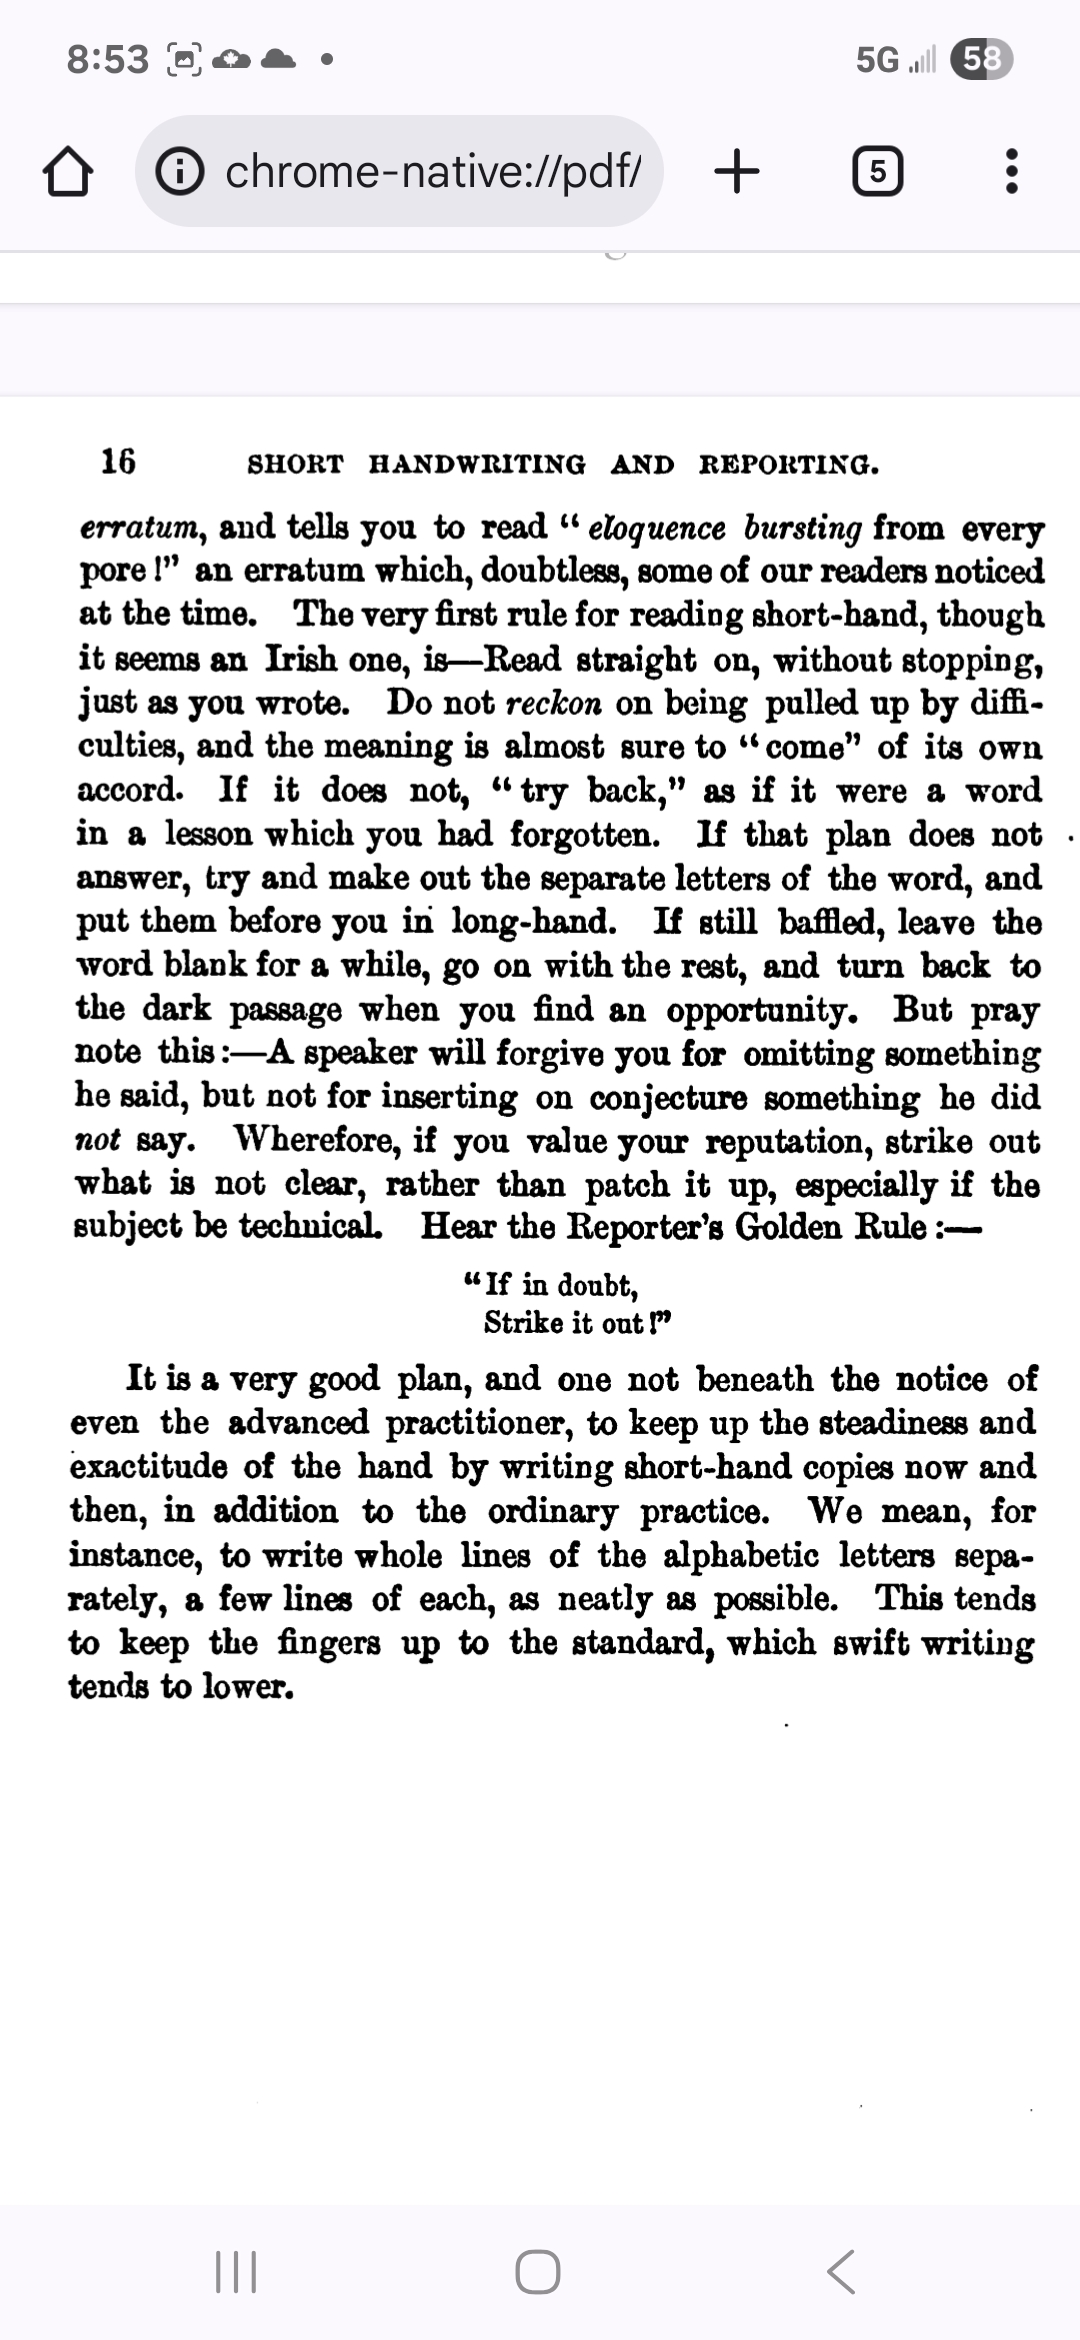 8:53
5G
58
chrome-native://pdf/
5
16 SHORT HANDWRITING AND REPORTING.
erratum, and tells you to read “ eloquence bursting from every
pore !” an erratum which, doubtless, some of our readers noticed
at the time. The very first rule for reading short-hand, though
it seems an Irish one, is—Read straight on, without stopping,
just as you wrote. Do not reckon on being pulled up by diffi-
culties, and the meaning is almost sure to “come” of its own
accord. If it does not, “try back,” as if it were a word
in a lesson which you had forgotten. If that plan does not
answer, try and make out the separate letters of the word, and
put them before you in long-hand. If still baffled, leave the
word blank for a while, go on with the rest, and turn back to
the dark passage when you find an opportunity. But pray
note this:—A speaker will forgive you for omitting something
he said, but not for inserting on conjecture something he did
not say. Wherefore, if you value your reputation, strike out
what is not clear, rather than patch it up, especially if the
subject be technical. Hear the Reporter’s Golden Rule :—
“If in doubt,
Strike it out!”
It is a very good plan, and one not beneath the notice of
even the advanced practitioner, to keep up the steadiness and
exactitude of the hand by writing short-hand copies now and
then, in addition to the ordinary practice. We mean, for
instance, to write whole lines of the alphabetic letters sepa-
rately, a few lines of each, as neatly as possible. This tends
to keep the fingers up to the standard, which swift writing
tends to lower.